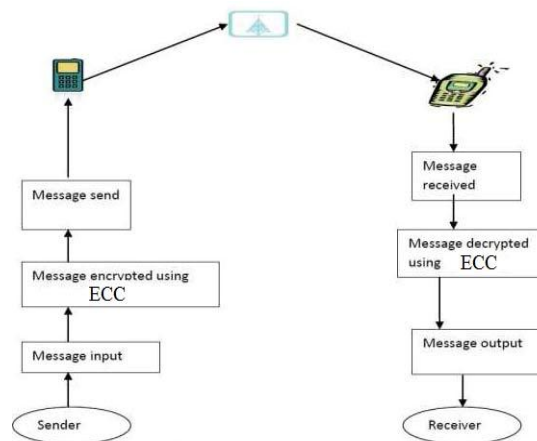 Message send
Message encrypted using
ECC
Message input
Sender
Message
received
Message decrypted
using ECC
Message output
Receiver